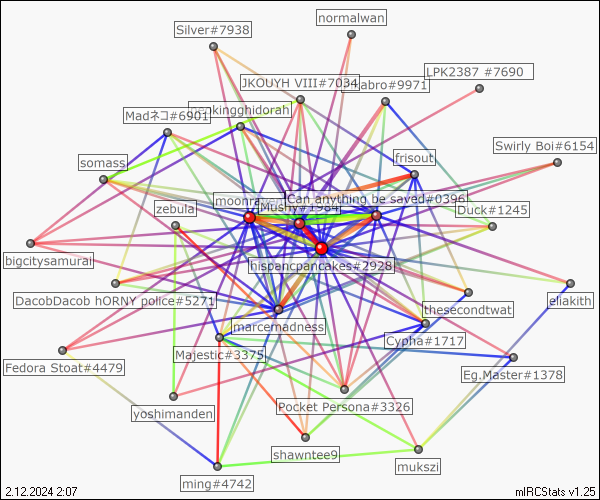 normalwan
Silver#7938
LPK2387 #7690
JKOUYH VIII#7034
abro#9971
Madネコ#6901
kingghidorah
Swirly Boi#6154
frisout
somass
moonra
Mushy#1984
Can anything be saved#0396
zebula
Duck#1245
bigcitysamurai
hispencpancakes#2928
DacobDacob hORNY police#5271
eliakith
thesecondtwat
marcemadness
Cypha#1717
Majestic#3375
Fedora Stoat#4479
Eg.Master#1378
Pocket Persona#3326
yoshimanden
shawntee9
mukszi
ming#4742
2.12.2024 2:07
mIRCStats v1.25